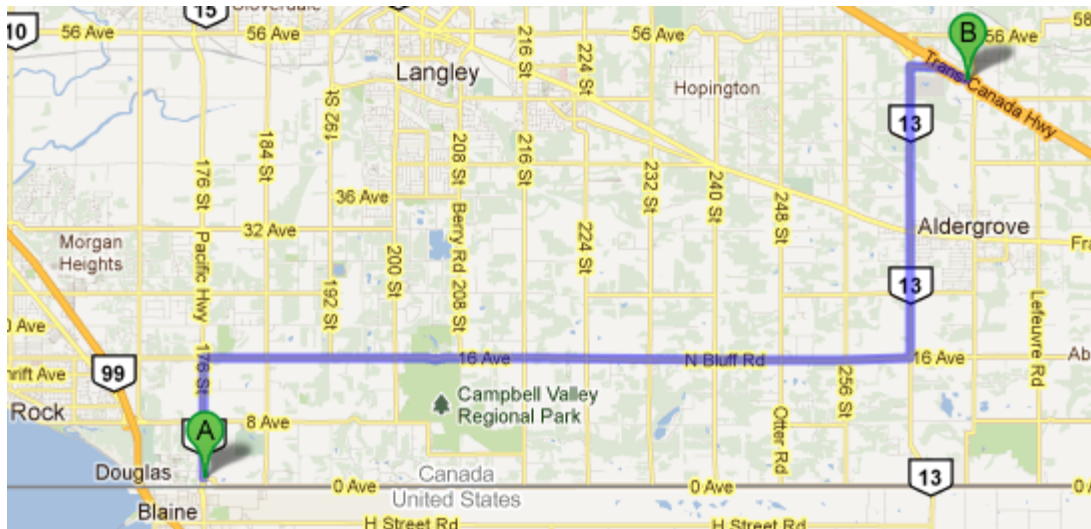 15
Cloverdale
10
56 Ave
56 Ave
216 St
224 St
56 Ave
B
56 Ave
58
Trans-Canada Hwy
Langley
Hopington
13
192 St
184 St
176 St
208 St
216 St
36 Ave
232 St
240 St
248 St
Aldergrove
Fra
Morgan
Heights
32 Ave
Pacific Hwy
200 St
Berry Rd
208 St
224 St
192 St
13
Lefeuvre Rd
0 Ave
176 St
16 Ave
N Bluff Rd
16 Ave
Ab
99
hrift Ave
256 St
Rock
A
8 Ave
Campbell Valley
Regional Park
Otter Rd
Douglas
Canada
13
0 Ave
0 Ave
0 A
United States
Blaine
H Street Rd
H Street Rd